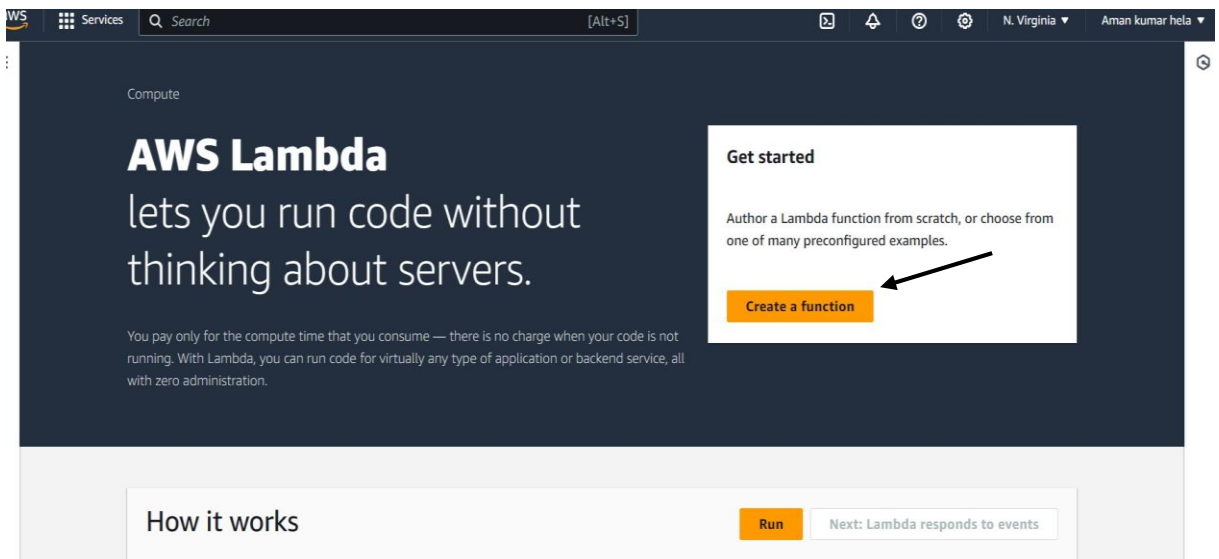 aws
Services
Search
[Alt+S]
N. Virginia ▼
Aman kumar hela ▼
Compute
AWS Lambda
lets you run code without
thinking about servers.
You pay only for the compute time that you consume — there is no charge when your code is not
running. With Lambda, you can run code for virtually any type of application or backend service, all
with zero administration.
Get started
Author a Lambda function from scratch, or choose from
one of many preconfigured examples.
Create a function
How it works
Run
Next: Lambda responds to events